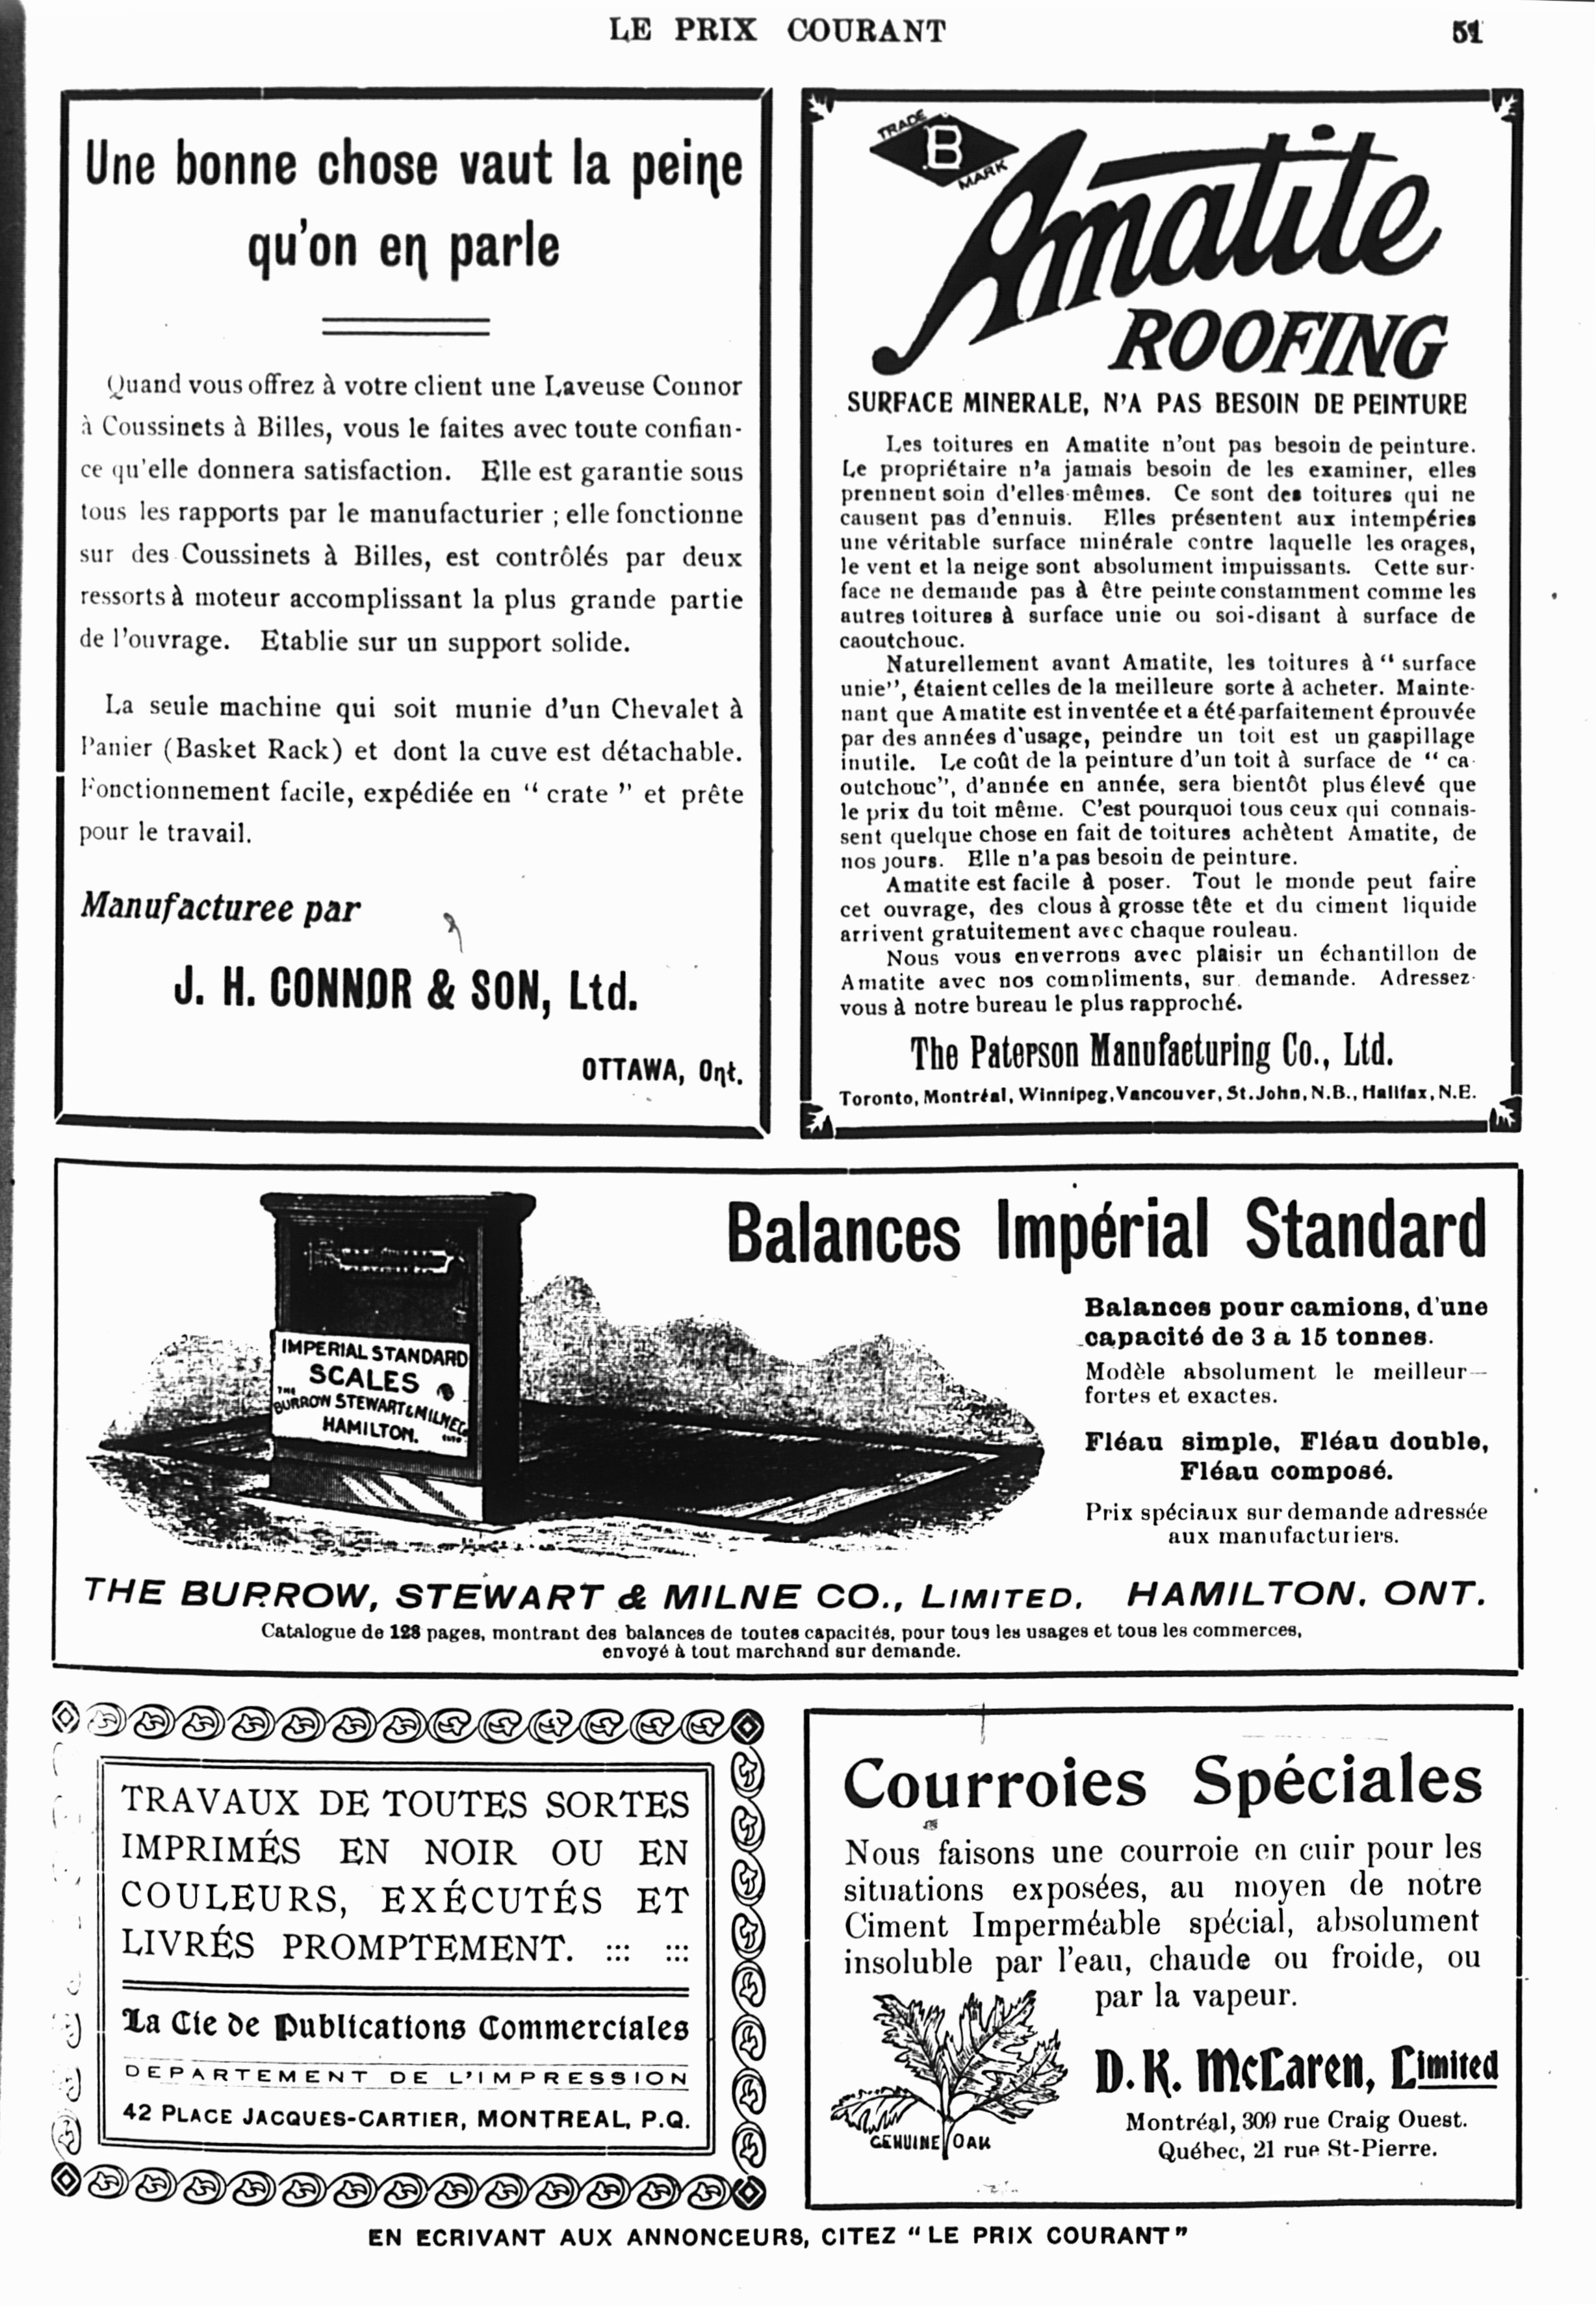 LE PRIX COURANT
51
Une bonne chose vaut la peine
qu'on en parle
Quand vous offrez à votre client une Laveuse Connor
à Coussinets à Billes, vous le faites avec toute confian-
ce qu'elle donnera satisfaction. Elle est garantie sous
tous les rapports par le manufacturier ; elle fonctionne
sur des Coussinets à Billes, est contrôlés par deux
ressorts à moteur accomplissant la plus grande partie
de l'ouvrage. Etablie sur un support solide.
La seule machine qui soit munie d'un Chevalet à
Panier (Basket Rack) et dont la cuve est détachable.
Fonctionnement facile, expédiée en " crate " et prête
pour le travail.
Manufacturee par
J. H. CONNOR & SON, Ltd.
OTTAWA, Ont.
TRADE
B
MARK
Amatite
ROOFING
SURFACE MINERALE, N'A PAS BESOIN DE PEINTURE
Les toitures en Amatite n'ont pas besoin de peinture.
Le propriétaire n'a jamais besoin de les examiner, elles
prennent soin d'elles-mêmes. Ce sont des toitures qui ne
causent pas d'ennuis. Elles présentent aux intempéries
une véritable surface minérale contre laquelle les orages,
le vent et la neige sont absolument impuissants. Cette sur-
face ne demande pas à être peinte constamment comme les
autres toitures à surface unie ou soi-disant à surface de
caoutchouc.
Naturellement avant Amatite, les toitures à " surface
unie", étaient celles de la meilleure sorte à acheter. Mainte-
nant que Amatite est inventée et a été parfaitement éprouvée
par des années d'usage, peindre un toit est un gaspillage
inutile. Le coût de la peinture d'un toit à surface de " ca-
outchouc", d'année en année, sera bientôt plus élevé que
le prix du toit même. C'est pourquoi tous ceux qui connais-
sent quelque chose en fait de toitures achètent Amatite, de
nos jours. Elle n'a pas besoin de peinture.
Amatite est facile à poser. Tout le monde peut faire
cet ouvrage, des clous à grosse tête et du ciment liquide
arrivent gratuitement avec chaque rouleau.
Nous vous enverrons avec plaisir un échantillon de
Amatite avec nos compliments, sur demande. Adressez-
vous à notre bureau le plus rapproché.
The Paterson Manufacturing Co., Ltd.
Toronto, Montréal, Winnipeg, Vancouver, St. John, N.B., Halifax, N.E.
Balances Impérial Standard
IMPERIAL STANDARD
SCALES
THE
BURROW STEWART & MILNE Co.
HAMILTON.
Balances pour camions, d'une
capacité de 3 a 15 tonnes.
Modèle absolument le meilleur—
fortes et exactes.
Fléau simple, Fléau double,
Fléau composé.
Prix spéciaux sur demande adressée
aux manufacturiers.
THE BURROW, STEWART & MILNE CO., LIMITED, HAMILTON, ONT.
Catalogue de 128 pages, montrant des balances de toutes capacités, pour tous les usages et tous les commerces,
envoyé à tout marchand sur demande.
TRAVAUX DE TOUTES SORTES
IMPRIMÉS EN NOIR OU EN
COULEURS, EXÉCUTÉS ET
LIVRÉS PROMPTEMENT. ::: :::
La Cie de Publications Commerciales
DEPARTEMENT DE L'IMPRESSION
42 PLACE JACQUES-CARTIER, MONTREAL, P.Q.
Courroies Spéciales
Nous faisons une courroie en cuir pour les
situations exposées, au moyen de notre
Ciment Imperméable spécial, absolument
insoluble par l'eau, chaude ou froide, ou
par la vapeur.
GENUINE OAK
D. K. McLaren, Limited
Montréal, 309 rue Craig Ouest.
Québec, 21 rue St-Pierre.
EN ECRIVANT AUX ANNONCEURS, CITEZ "LE PRIX COURANT"